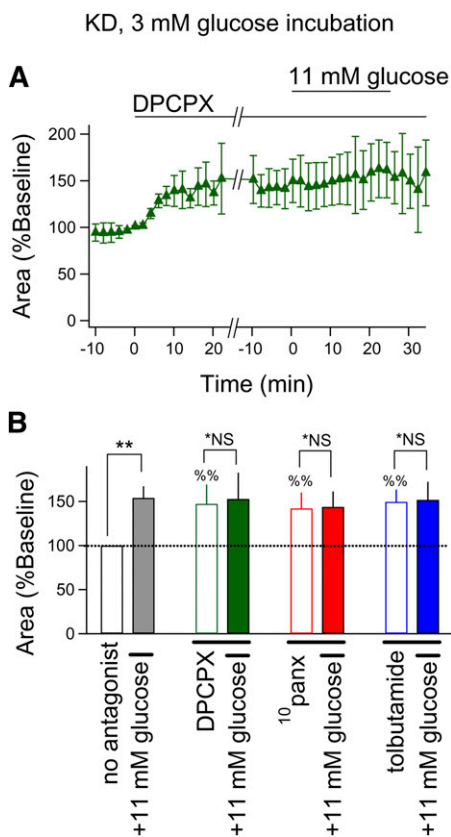 KD, 3 mM glucose incubation
A
11 mM glucose
DPCPX
Area (%Baseline)
200
150
100
50
0
-10 0 10 20 -10 0 10 20 30
Time (min)
B
Area (%Baseline)
150
100
50
0
** *NS *NS *NS
%% %% %%
no antagonist
+11 mM glucose
DPCPX
+11 mM glucose
10panx
+11 mM glucose
tolbutamide
+11 mM glucose